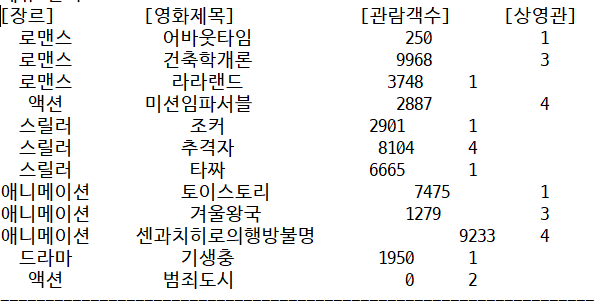 [장르] [영화제목] [관람객수] [상영관]
로맨스 어바웃타임 250 1
로맨스 건축학개론 9968 3
로맨스 라라랜드 3748 1
액션 미션임파서블 2887 4
스릴러 조커 2901 1
스릴러 추격자 8104 4
스릴러 타짜 6665 1
애니메이션 토이스토리 7475 1
애니메이션 겨울왕국 1279 3
애니메이션 센과치히로의행방불명 9233 4
드라마 기생충 1950 1
액션 범죄도시 0 2